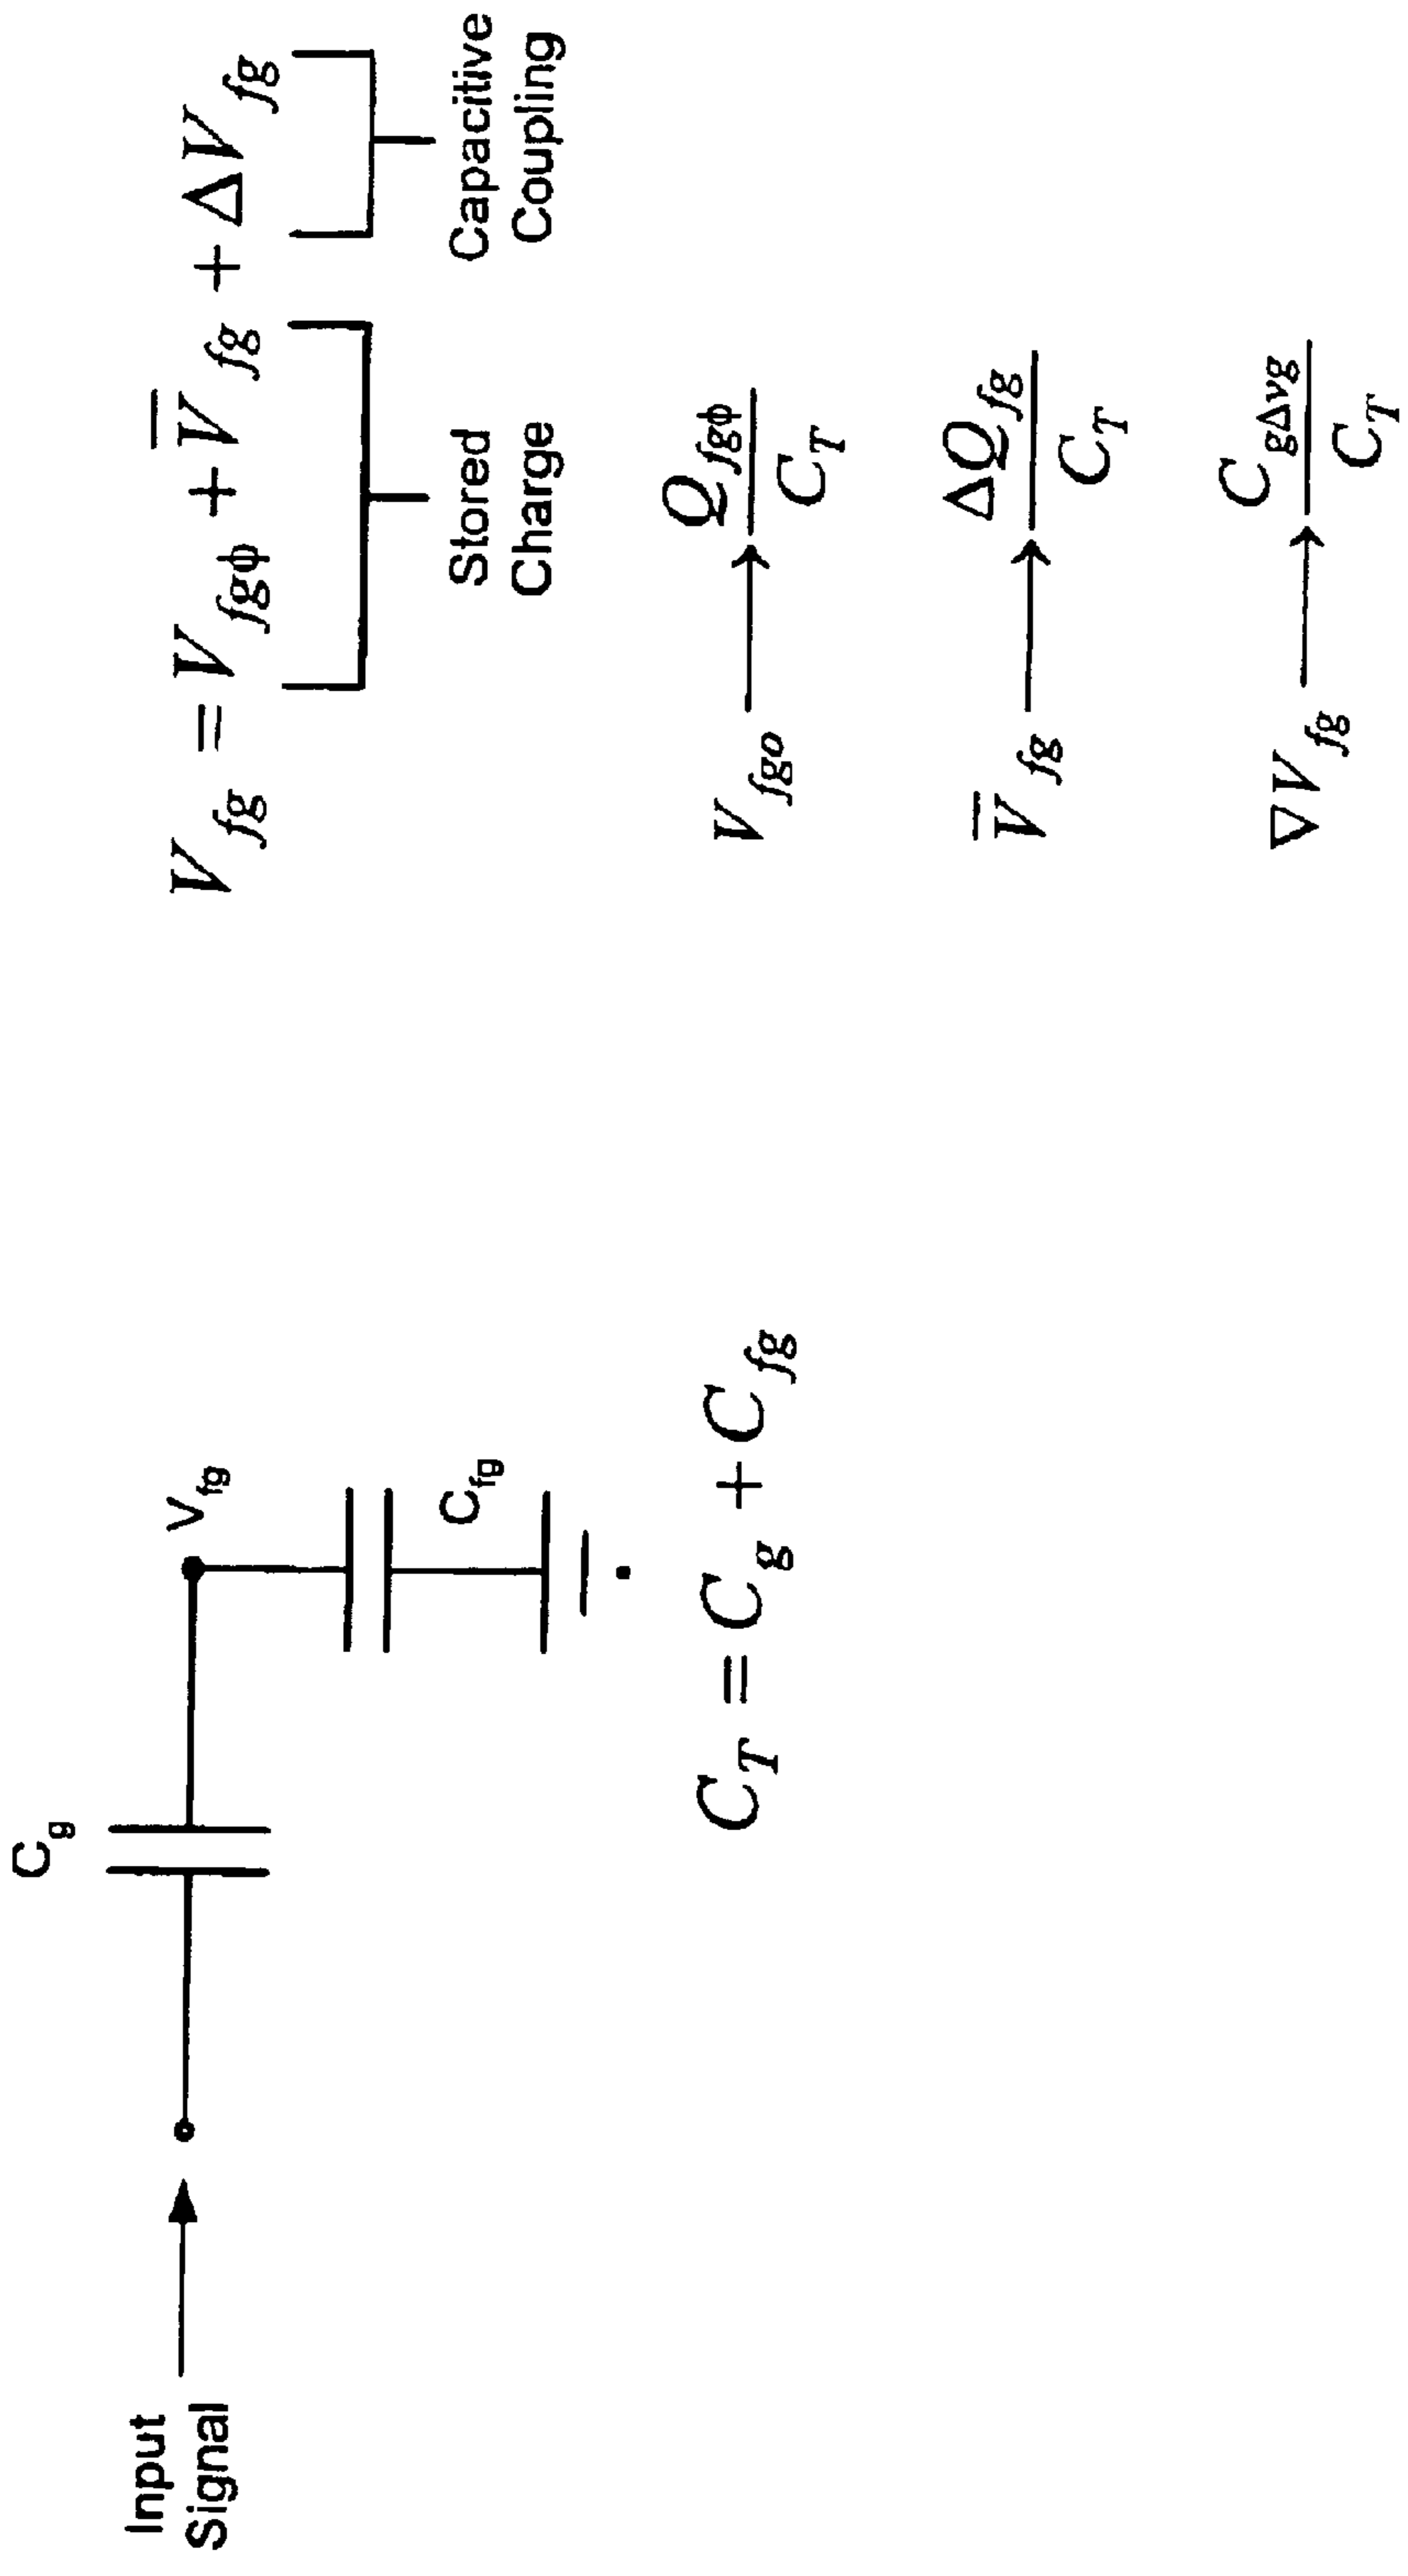 Input
Signal
C_g
V_fg
C_fg
C_T = C_g + C_fg
V_fg = V_fgϕ + V̅_fg + ΔV_fg
Stored
Charge
Capacitive
Coupling
V_fgo → Q_fgϕ / C_T
V̅_fg → ΔQ_fg / C_T
∇V_fg → C_gΔvg / C_T